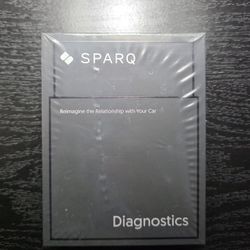 SPARQ
Reimagine the Relationship with Your Car
Diagnostics